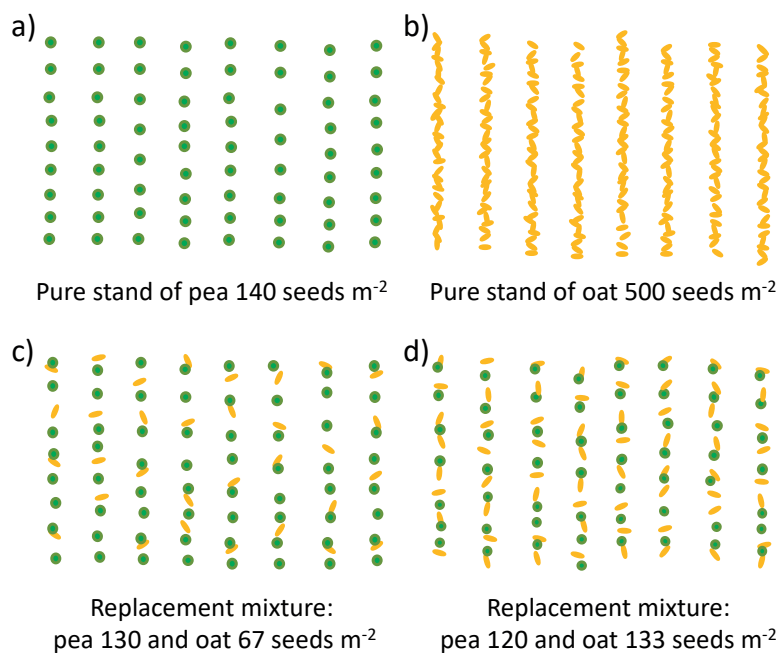 a)
b)
Pure stand of pea 140 seeds m⁻²
Pure stand of oat 500 seeds m⁻²
c)
d)
Replacement mixture:
pea 130 and oat 67 seeds m⁻²
Replacement mixture:
pea 120 and oat 133 seeds m⁻²